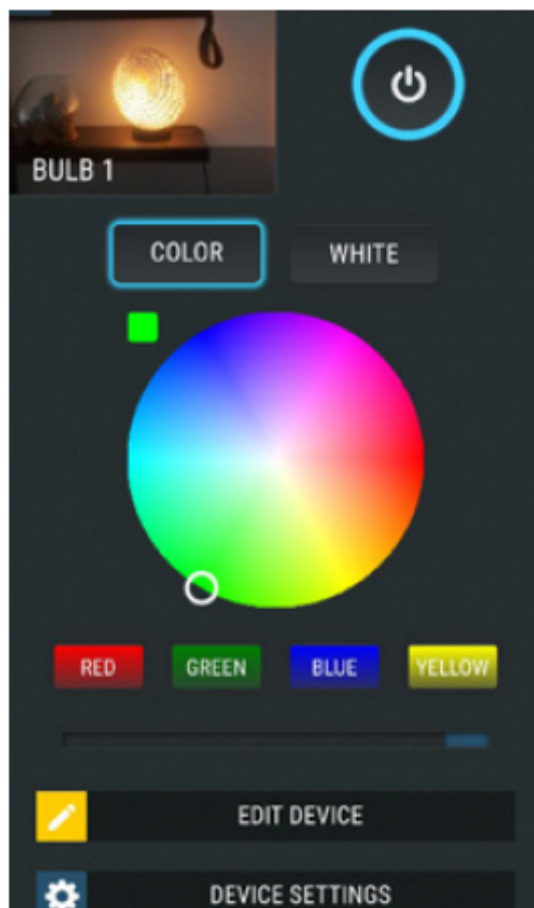 BULB 1
COLOR
WHITE
RED
GREEN
BLUE
YELLOW
EDIT DEVICE
DEVICE SETTINGS